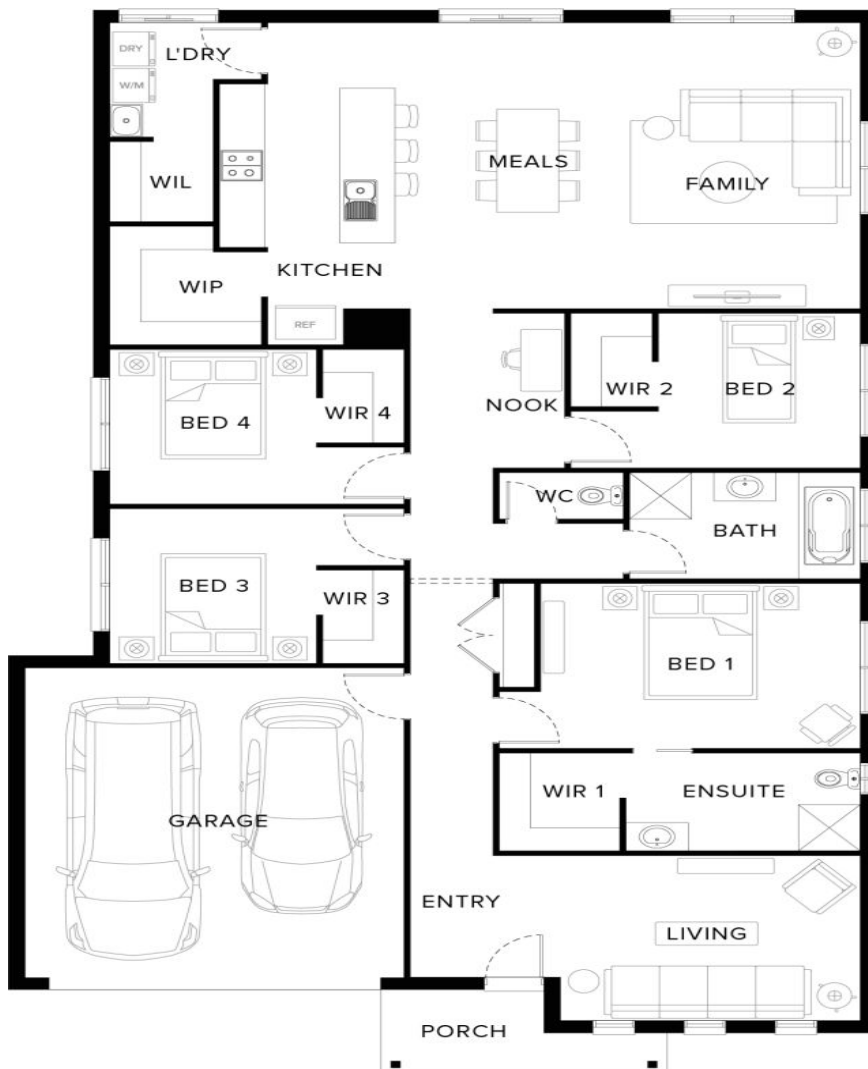 DRY
L'DRY
W/M
WIL
MEALS
FAMILY
KITCHEN
WIP
REF
WIR 4
BED 4
NOOK
WIR 2
BED 2
WC
BATH
BED 3
WIR 3
BED 1
WIR 1
ENSUITE
GARAGE
ENTRY
LIVING
PORCH